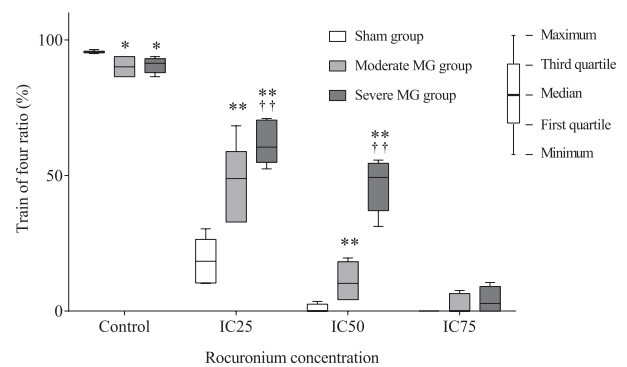 Train of four ratio (%)
100
50
0
* *
**
**
††
**
**
††
Sham group
Moderate MG group
Severe MG group
Maximum
Third quartile
Median
First quartile
Minimum
Control IC25 IC50 IC75
Rocuronium concentration